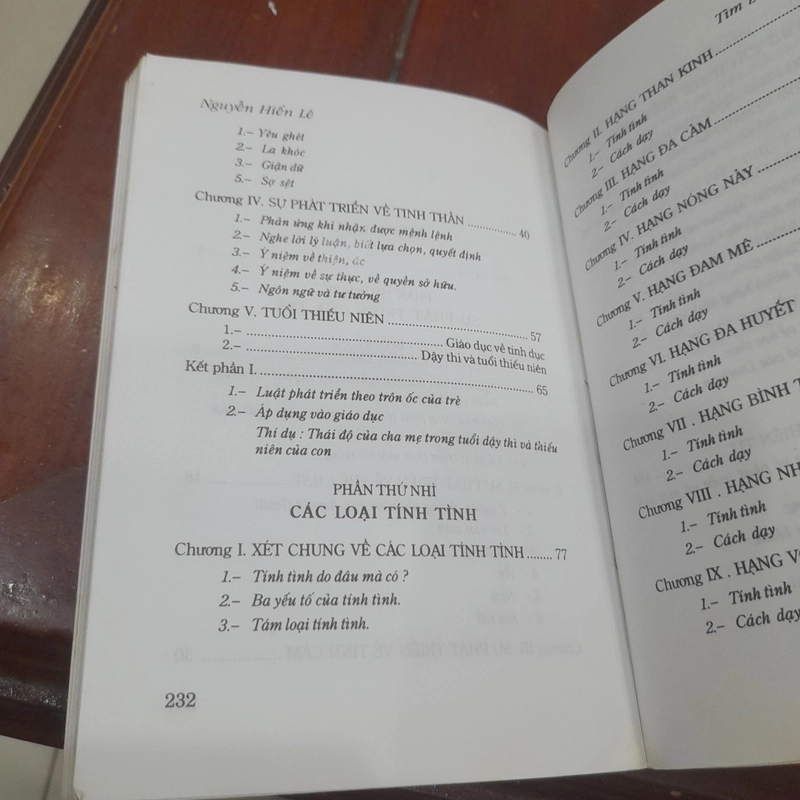 Nguyễn Hiến Lê
1.– Yêu ghét
2.– La khóc
3.– Giận dữ
5.– Sợ sệt
Chương IV. SỰ PHÁT TRIỂN VỀ TINH THẦN .................. 40
1.– Phản ứng khi nhận được mệnh lệnh
2.– Nghe lời lý luận, biết lựa chọn, quyết định
3.– Ý niệm về thiện, ác
4.– Ý niệm về sự thực, về quyền sở hữu.
5.– Ngôn ngữ và tư tưởng
Chương V. TUỔI THIẾU NIÊN .................. 57
1.– .................. Giáo dục về tình dục
2.– .................. Dậy thì và tuổi thiếu niên
Kết phần I. .................. 65
1.– Luật phát triển theo trôn ốc của trẻ
2.– Áp dụng vào giáo dục
Thí dụ : Thái độ của cha mẹ trong tuổi dậy thì và thiếu
niên của con
PHẦN THỨ NHÌ
CÁC LOẠI TÍNH TÌNH
Chương I. XÉT CHUNG VỀ CÁC LOẠI TÍNH TÌNH ........ 77
1.– Tính tình do đâu mà có ?
2.– Ba yếu tố của tính tình.
3.– Tám loại tính tình.
232
Tìm
Chương II. HẠNG THAN KINH
1.– Tính tình
2.– Cách dạy
Chương III. HẠNG ĐA CẢM
1.– Tính tình
2.– Cách dạy
Chương IV. HẠNG NÓNG NẢY
1.– Tính tình
2.– Cách dạy
Chương V. HẠNG ĐAM MÊ
1.– Tính tình
2.– Cách dạy
Chương VI. HẠNG ĐA HUYẾT
1.– Tính tình
2.– Cách dạy
Chương VII . HẠNG BÌNH T
1.– Tính tình
2.– Cách dạy
Chương VIII . HẠNG NH
1.– Tính tình
2.– Cách dạy
Chương IX . HẠNG V
1.– Tính tình
2.– Cách dạy